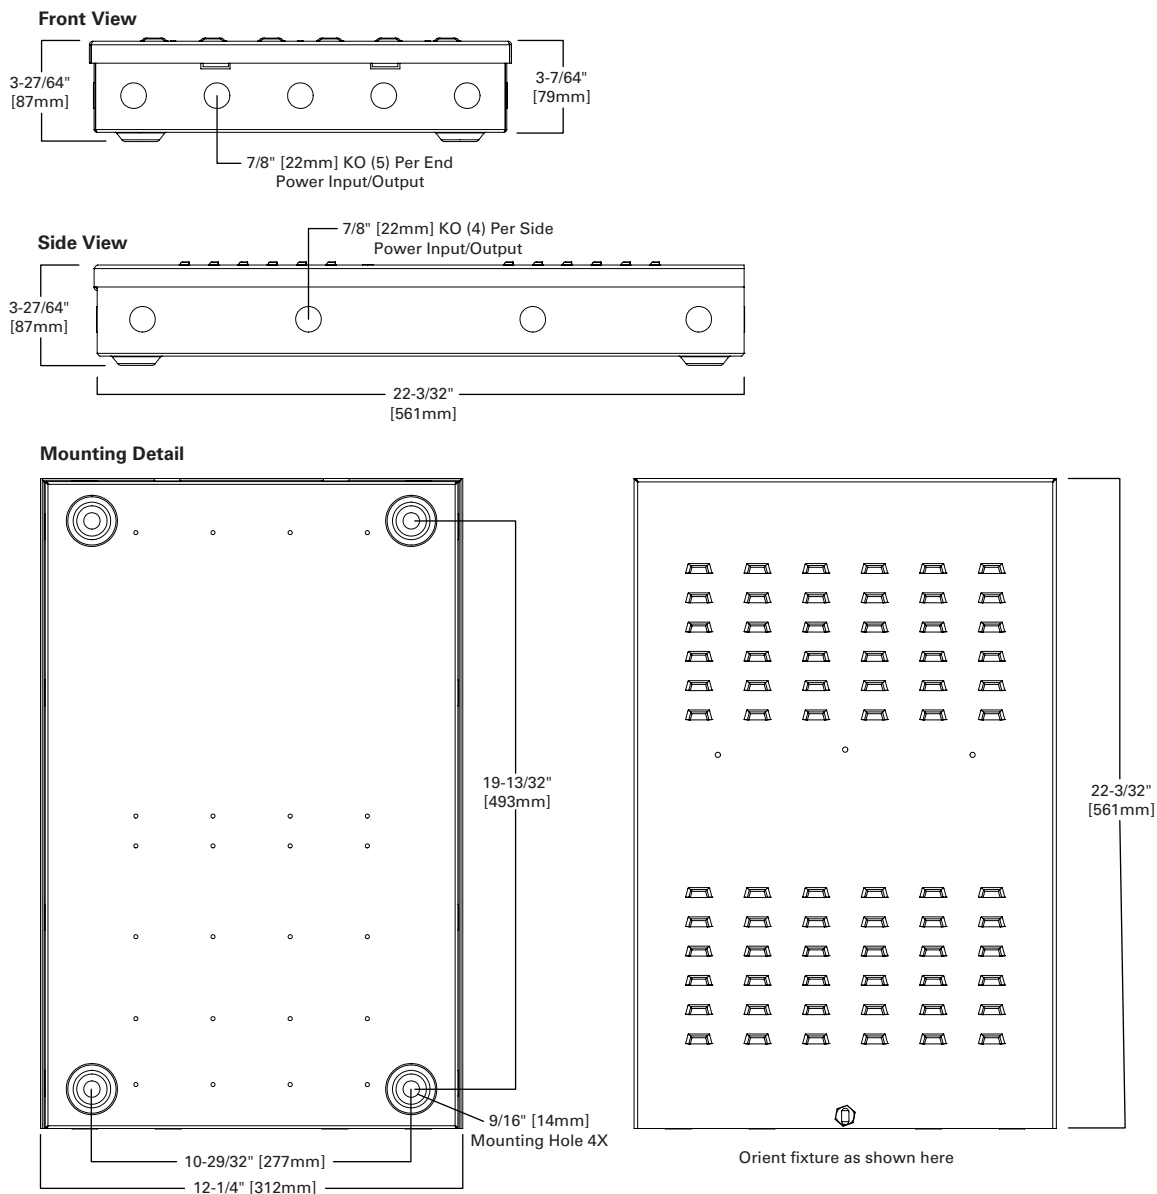 Front View
3-27/64"
[87mm]
3-7/64"
[79mm]
7/8" [22mm] KO (5) Per End
Power Input/Output
Side View
7/8" [22mm] KO (4) Per Side
Power Input/Output
3-27/64"
[87mm]
22-3/32"
[561mm]
Mounting Detail
19-13/32"
[493mm]
22-3/32"
[561mm]
9/16" [14mm]
Mounting Hole 4X
10-29/32" [277mm]
12-1/4" [312mm]
Orient fixture as shown here